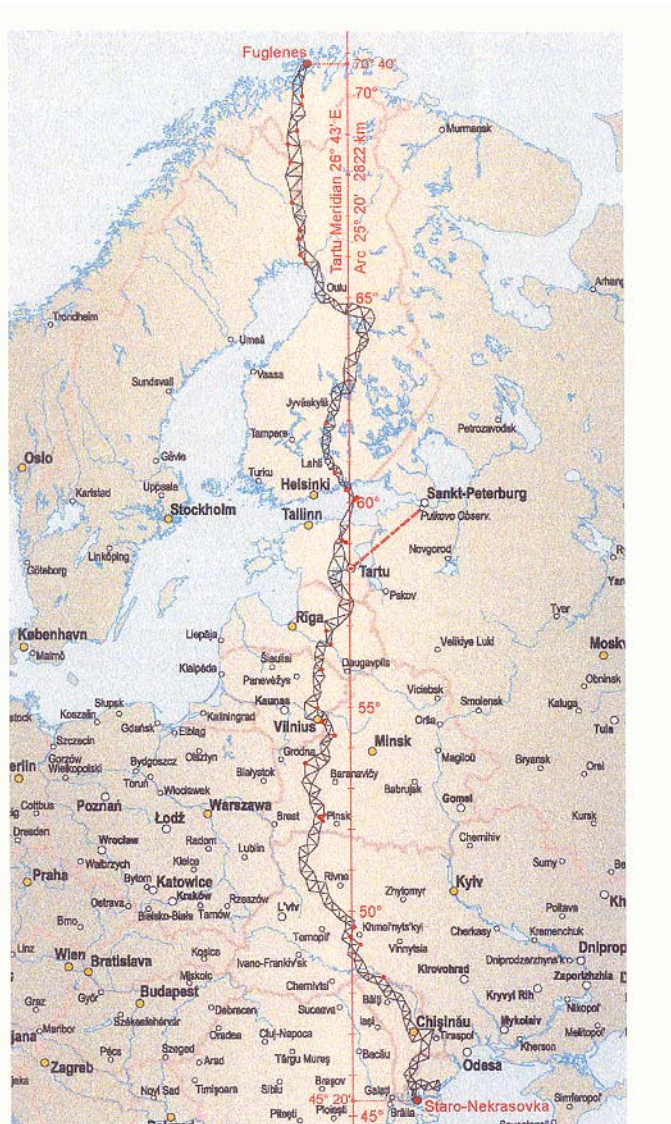 Fuglenes
70° 40'
70°
Murmansk
Tartu Meridian 26° 43' E
Arc 25° 20' 2822 km
Oulu
65°
Trondheim
Umeå
Vaasa
Sundsvall
Jyväskylä
Tampere
Petrozavodsk
Oslo
Gävle
Turku
Lahti
Helsinki
Sankt-Peterburg
Karlstad
Uppsala
60°
Stockholm
Tallinn
Pulkovo Observ.
Linköping
Novgorod
Göteborg
Tartu
Pskov
Tver
Rīga
København
Malmö
Liepāja
Velikiye Luki
Šiauliai
Daugavpils
Klaipėda
Panevėžys
Obninsk
Kaunas
Viciebsk
Smolensk
Kaluga
Słupsk
55°
Koszalin
Gdańsk
Kaliningrad
Elbląg
Vilnius
Orša
Tula
Szczecin
Olsztyn
Grodna
Minsk
Magiloŭ
Gorzów
Wielkopolski
Bydgoszcz
Białystok
Baranavičy
Bryansk
Orel
Toruń
Babrujsk
Włocławek
Cottbus
Poznań
Warszawa
Gomel
Dresden
Łódź
Brest
Pinsk
Kursk
Wrocław
Radom
Chernihiv
Wałbrzych
Kielce
Lublin
Sumy
Praha
Bytom
Katowice
Rivne
Kyiv
Zhytomyr
Ostrava
Kraków
Rzeszów
L'viv
Poltava
Brno
Bielsko-Biała
Tarnów
50°
Khmel'nyts'kyi
Cherkasy
Kremenchuk
Ternopil'
Vinnytsia
Linz
Wien
Bratislava
Košice
Ivano-Frankivs'k
Dniprodzerzhyns'k
Miskolc
Kirovohrad
Zaporizhzhia
Chernivtsi
Győr
Budapest
Kryvyi Rih
Graz
Suceava
Bălţi
Nikopol'
Székesfehérvár
Debrecen
Iaşi
Chişinău
Mykolaiv
Maribor
Oradea
Cluj-Napoca
Tiraspol
Melitopol'
Kherson
Pécs
Szeged
Arad
Târgu Mureş
Bacău
Odesa
Zagreb
Novi Sad
Timişoara
Sibiu
Braşov
Galaţi
Simferopol'
45° 20'
Piteşti
Ploieşti
Brăila
Staro-Nekrasovka
45°